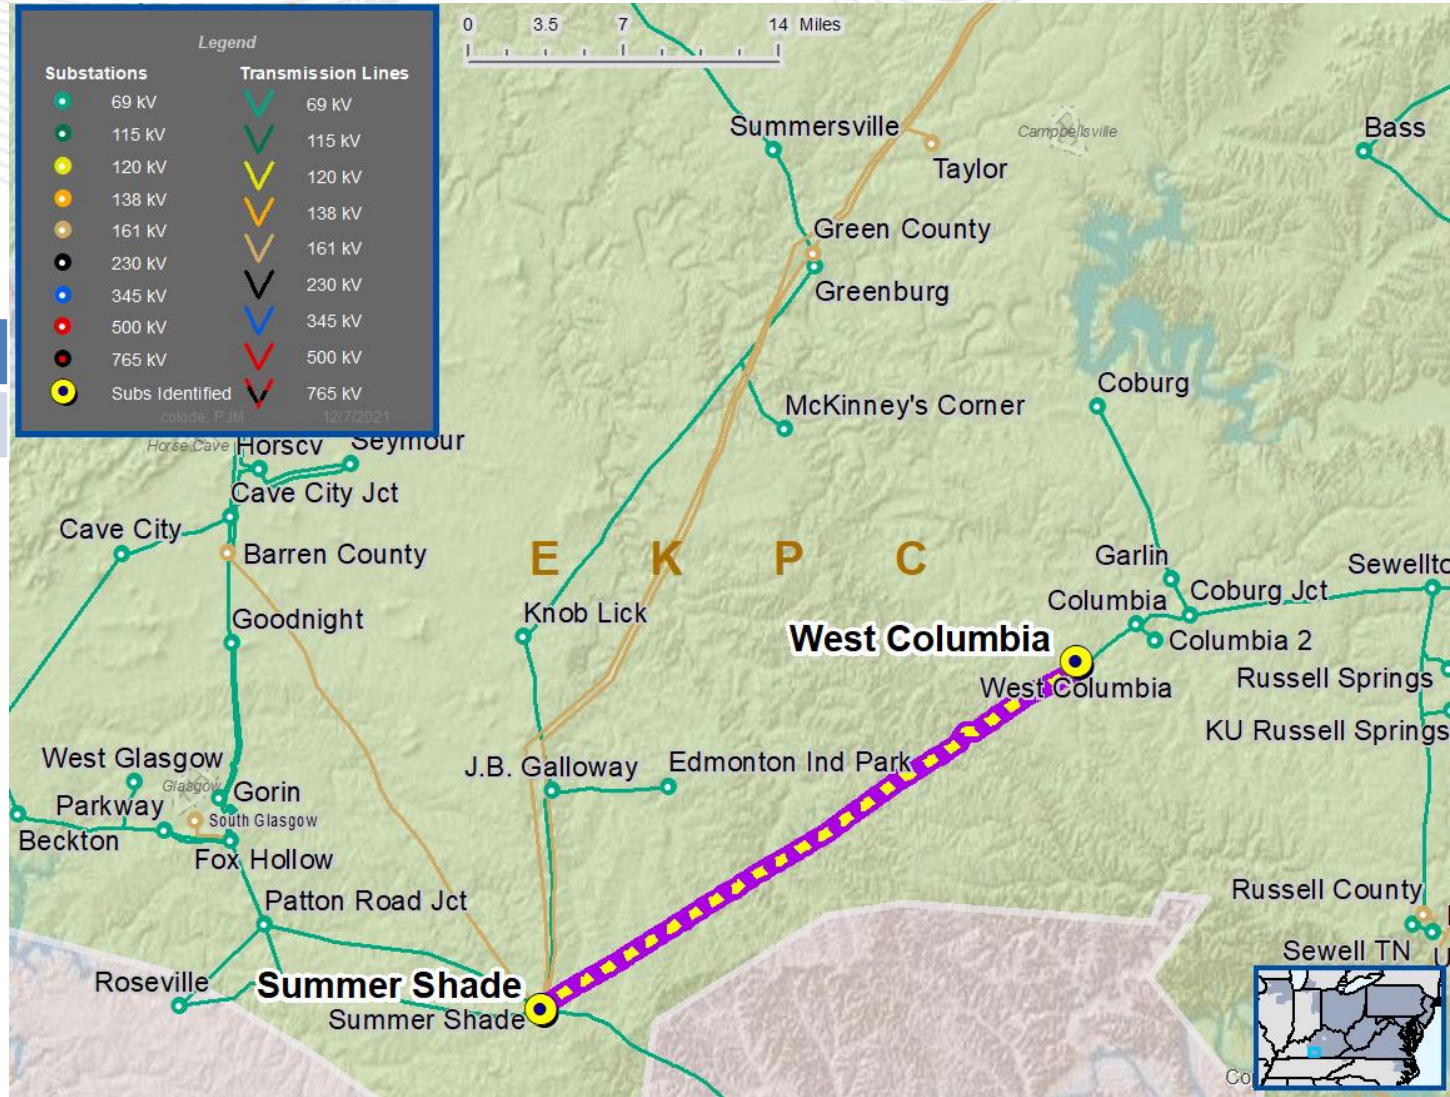 Legend
Substations
Transmission Lines
69 kV
115 kV
120 kV
138 kV
161 kV
230 kV
345 kV
500 kV
765 kV
Subs Identified
69 kV
115 kV
120 kV
138 kV
161 kV
230 kV
345 kV
500 kV
765 kV
colode: PJM 12/7/2021
0 3.5 7 14 Miles
Summersville
Taylor
Campbellsville
Bass
Green County
Greenburg
McKinney's Corner
Coburg
Horse Cave
Horscv
Seymour
Cave City Jct
Cave City
Barren County
E K P C
Garlin
Coburg Jct
Columbia
Columbia 2
Goodnight
Knob Lick
West Columbia
West Columbia
Russell Springs
KU Russell Springs
West Glasgow
Glasgow
Gorin
Parkway
South Glasgow
Beckton
Fox Hollow
J.B. Galloway
Edmonton Ind Park
Patton Road Jct
Russell County
Sewell TN
Roseville
Summer Shade
Summer Shade